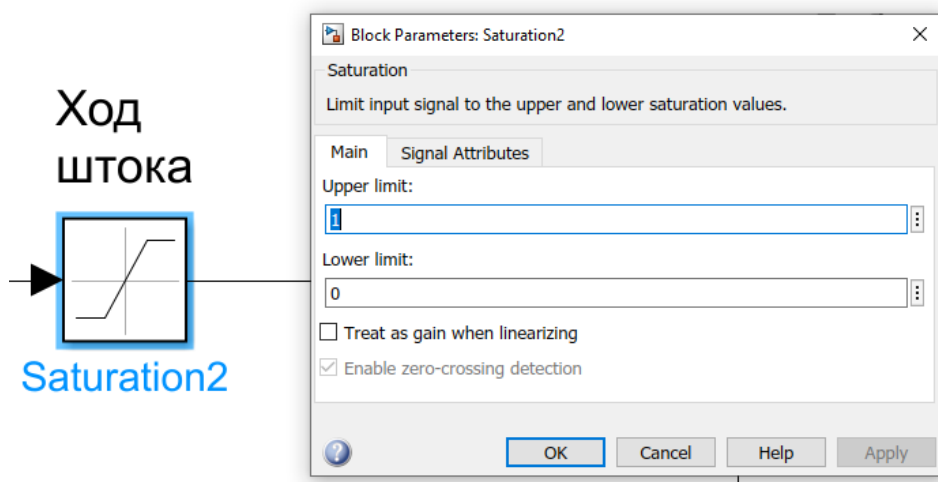 Ход
штока
Saturation2
Block Parameters: Saturation2
Saturation
Limit input signal to the upper and lower saturation values.
Main Signal Attributes
Upper limit:
1
Lower limit:
0
Treat as gain when linearizing
Enable zero-crossing detection
? OK Cancel Help Apply